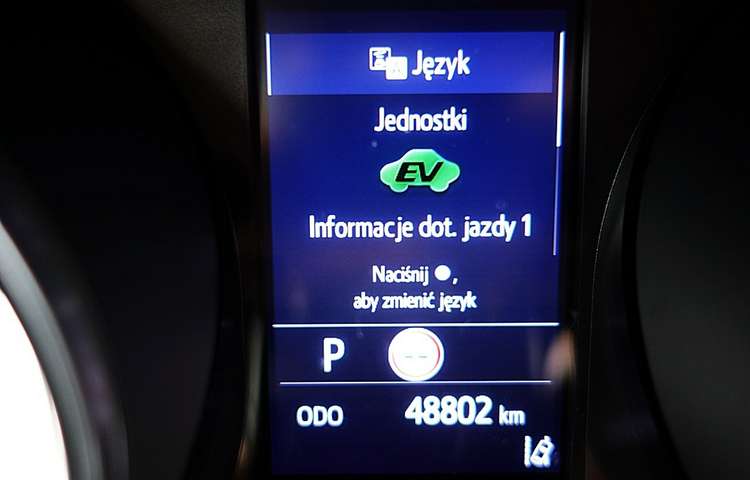 Język
Jednostki
EV
Informacje dot. jazdy 1
Naciśnij ●,
aby zmienić język
P
--
ODO 48802 km